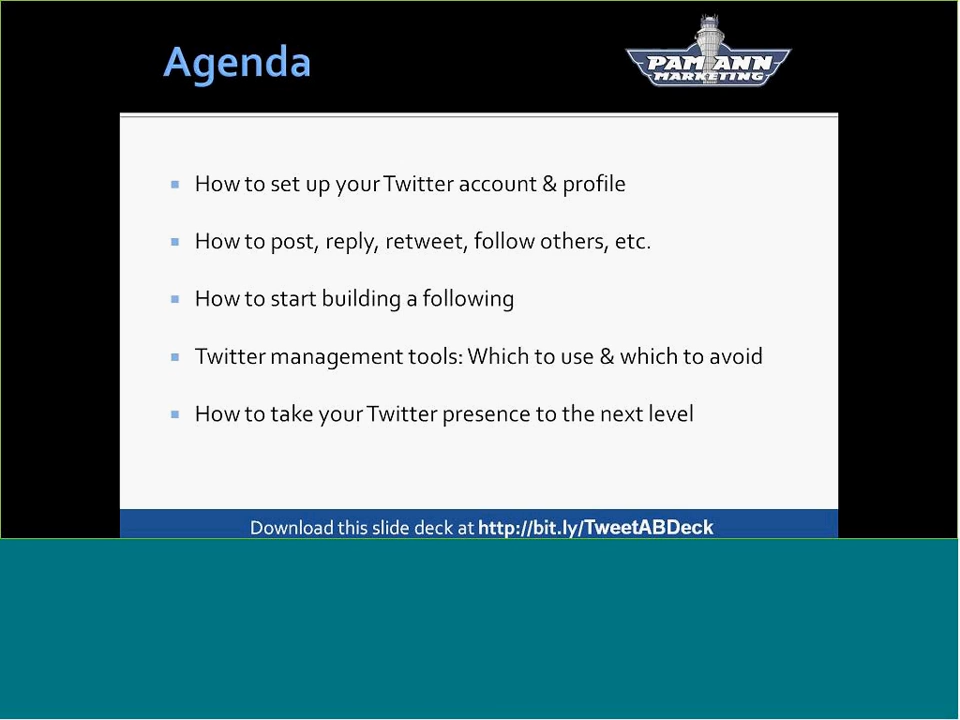 Agenda
PAM ANN
MARKETING
How to set up your Twitter account & profile
How to post, reply, retweet, follow others, etc.
How to start building a following
Twitter management tools: Which to use & which to avoid
How to take your Twitter presence to the next level
Download this slide deck at http://bit.ly/TweetABDeck